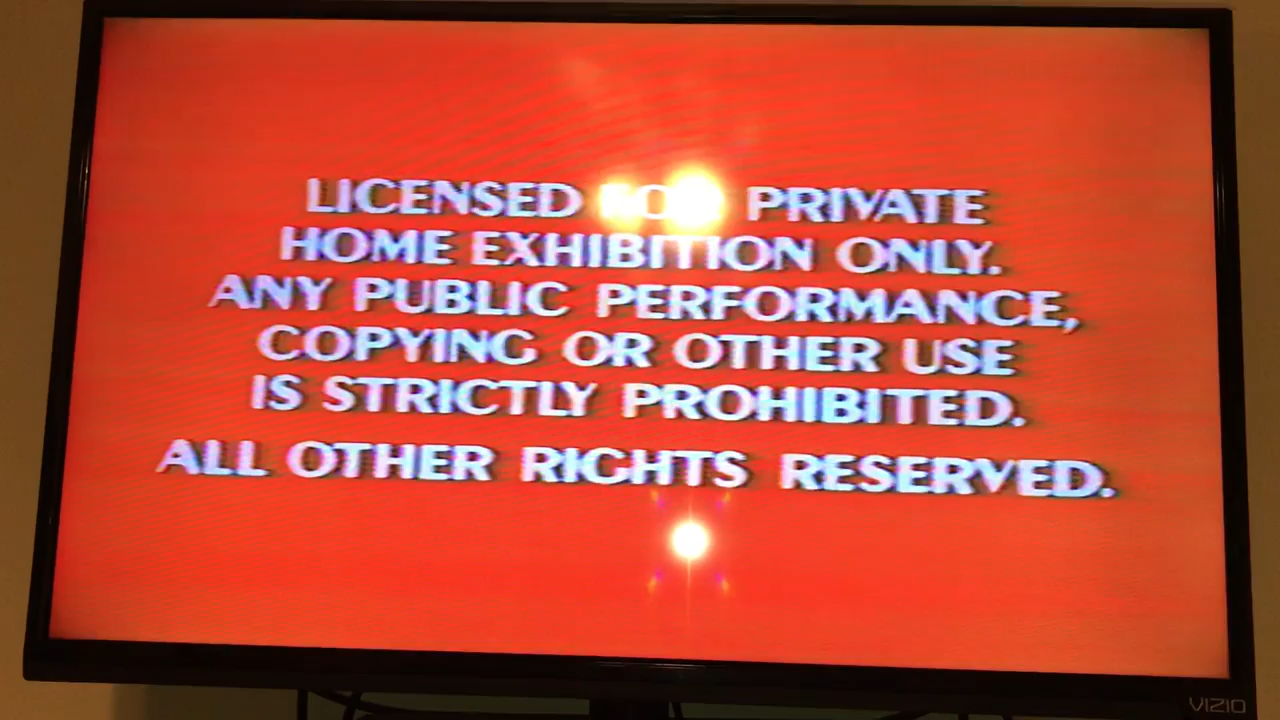 LICENSED FOR PRIVATE
HOME EXHIBITION ONLY.
ANY PUBLIC PERFORMANCE,
COPYING OR OTHER USE
IS STRICTLY PROHIBITED.
ALL OTHER RIGHTS RESERVED.
VIZIO